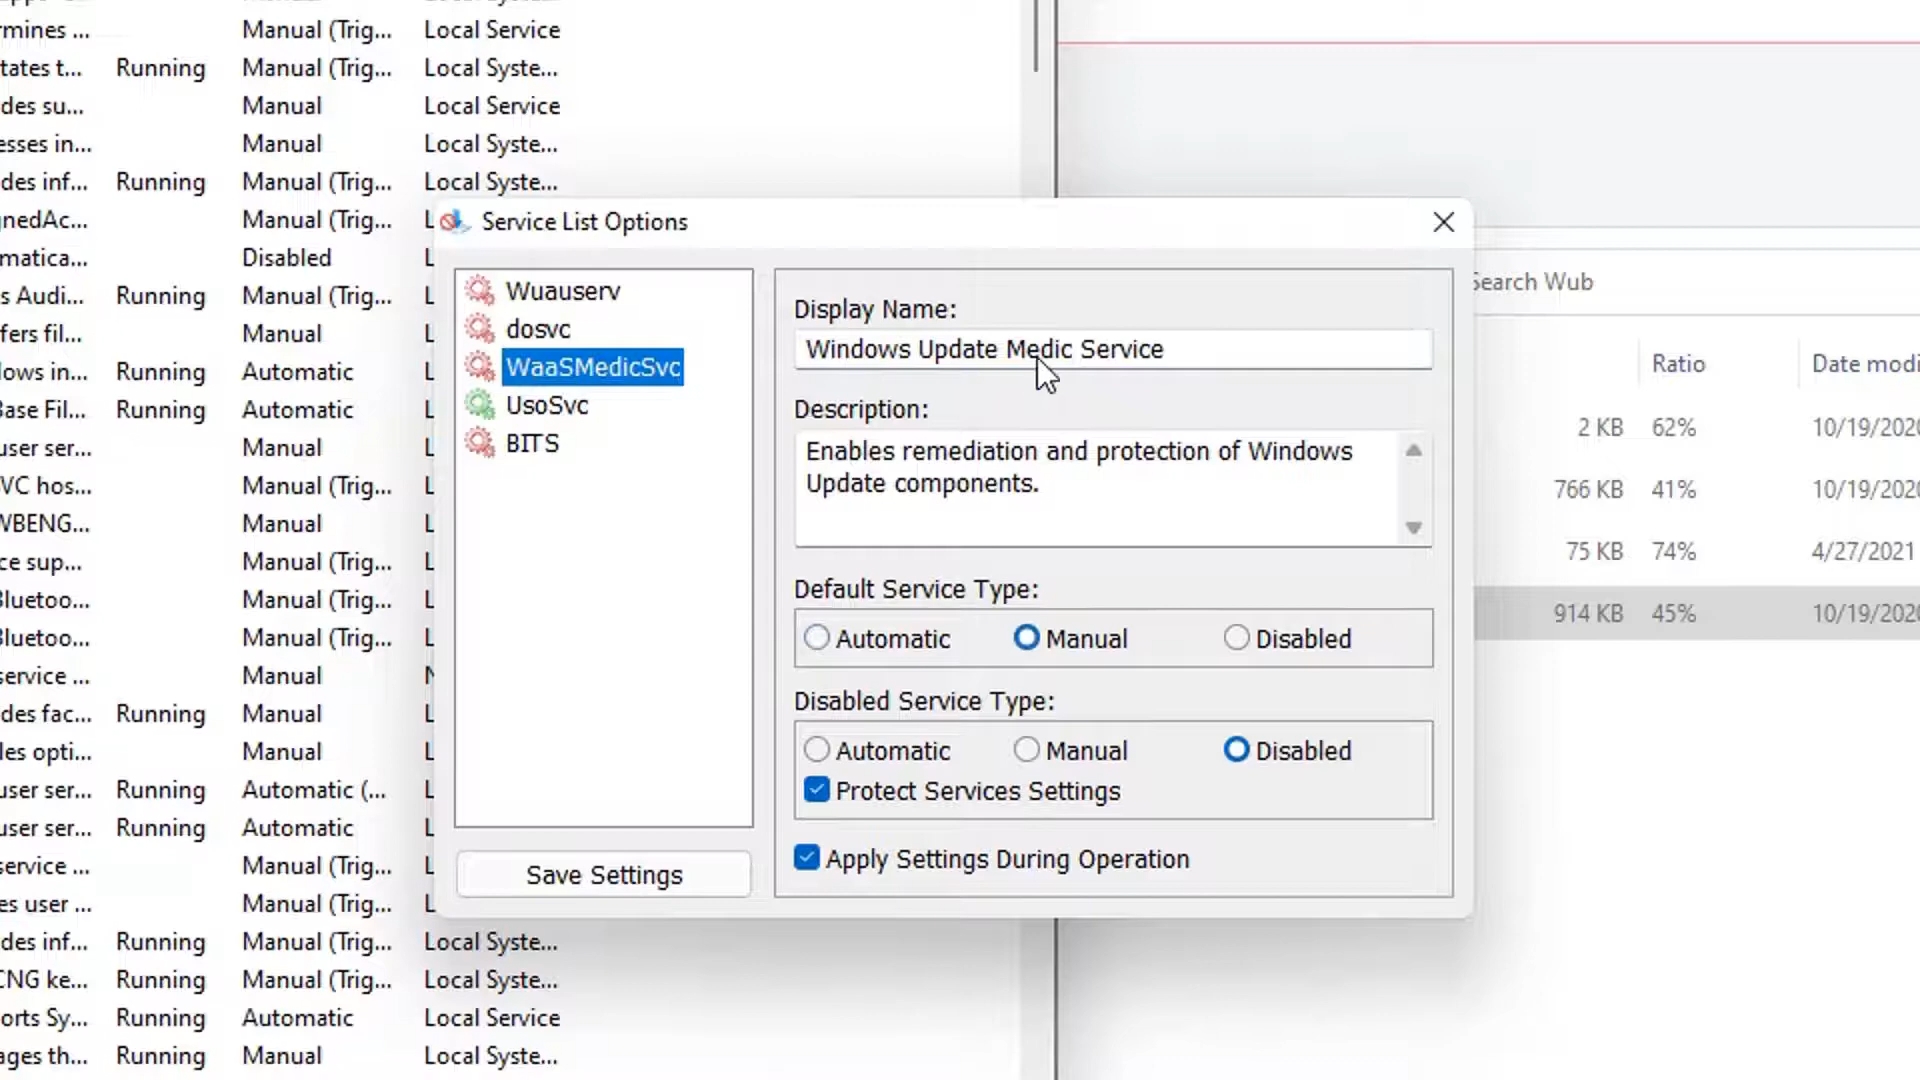 rmines ... Manual (Trig... Local Service
tates t... Running Manual (Trig... Local Syste...
des su... Manual Local Service
esses in... Manual Local Syste...
des inf... Running Manual (Trig... Local Syste...
gnedAc... Manual (Trig... L
matica... Disabled L
s Audi... Running Manual (Trig... L
fers fil... Manual L
lows in... Running Automatic L
Base Fil... Running Automatic L
user ser... Manual L
VC hos... Manual (Trig... L
WBENG... Manual L
ce sup... Manual (Trig... L
Bluetoo... Manual (Trig... L
Bluetoo... Manual (Trig... L
service ... Manual N
des fac... Running Manual L
les opti... Manual L
user ser... Running Automatic (... L
user ser... Running Automatic L
service ... Manual (Trig... L
es user ... Manual (Trig... L
des inf... Running Manual (Trig... Local Syste...
CNG ke... Running Manual (Trig... Local Syste...
orts Sy... Running Automatic Local Service
ages th... Running Manual Local Syste...
Service List Options
Wuauserv
dosvc
WaaSMedicSvc
UsoSvc
BITS
Save Settings
Display Name:
Windows Update Medic Service
Description:
Enables remediation and protection of Windows
Update components.
Default Service Type:
Automatic Manual Disabled
Disabled Service Type:
Automatic Manual Disabled
Protect Services Settings
Apply Settings During Operation
Search Wub
Ratio Date modi
2 KB 62% 10/19/2020
766 KB 41% 10/19/2020
75 KB 74% 4/27/2021
914 KB 45% 10/19/2020